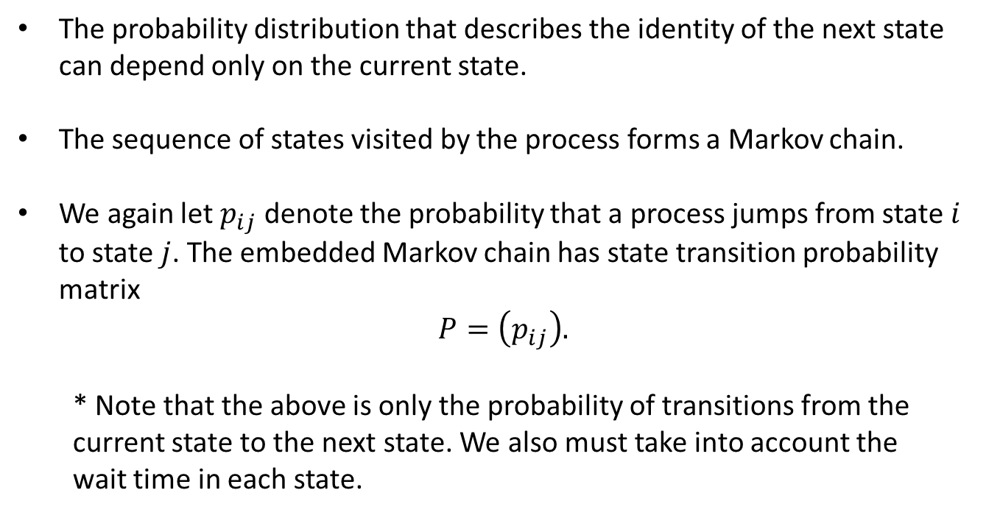 • The probability distribution that describes the identity of the next state
can depend only on the current state.
• The sequence of states visited by the process forms a Markov chain.
• We again let p_{ij} denote the probability that a process jumps from state i
to state j. The embedded Markov chain has state transition probability
matrix
P = (p_{ij}).
* Note that the above is only the probability of transitions from the
current state to the next state. We also must take into account the
wait time in each state.